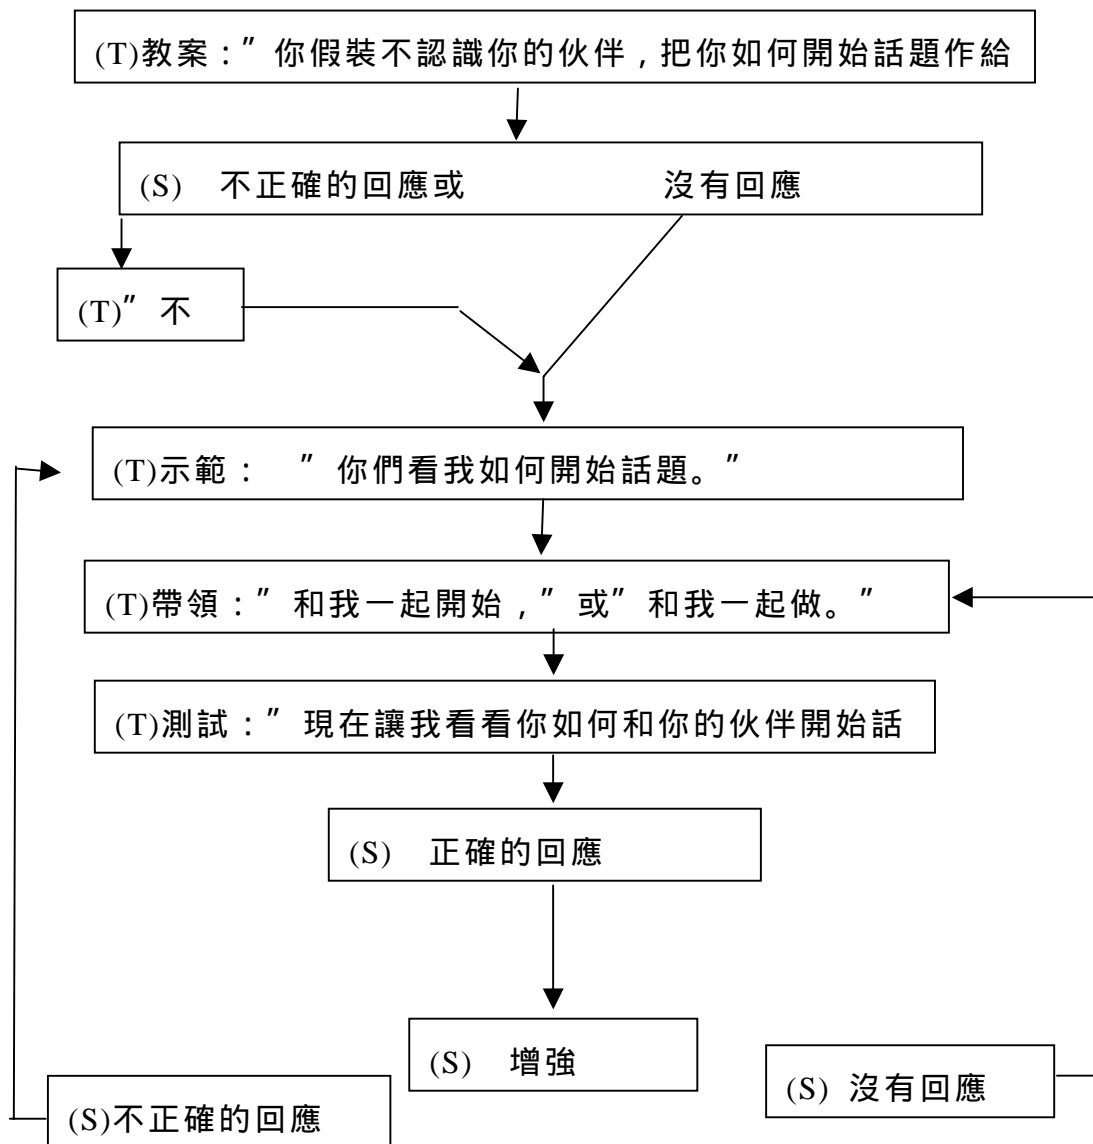 (T)教案:”你假裝不認識你的伙伴,把你如何開始話題作給
(S) 不正確的回應或 沒有回應
(T)”不
(T)示範: ”你們看我如何開始話題。”
(T)帶領:”和我一起開始,”或”和我一起做。”
(T)測試:”現在讓我看看你如何和你的伙伴開始話
(S) 正確的回應
(S) 增強
(S) 沒有回應
(S)不正確的回應